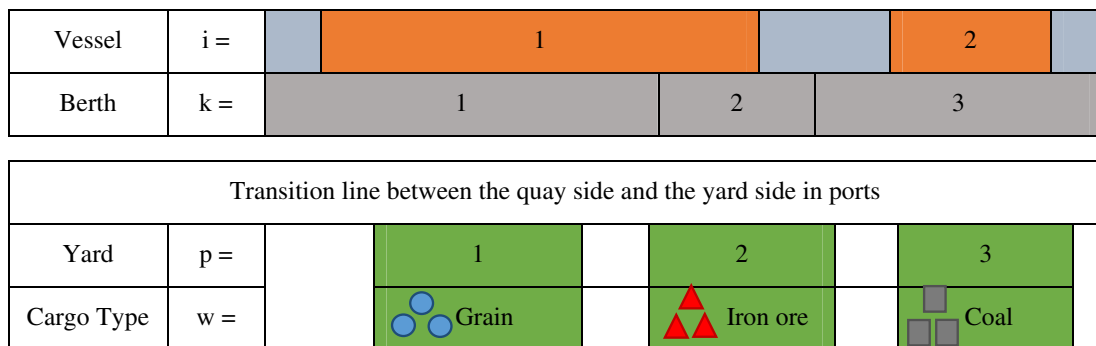 Vessel i = 1 2
Berth k = 1 2 3
Transition line between the quay side and the yard side in ports
Yard p = 1 2 3
Cargo Type w = Grain Iron ore Coal